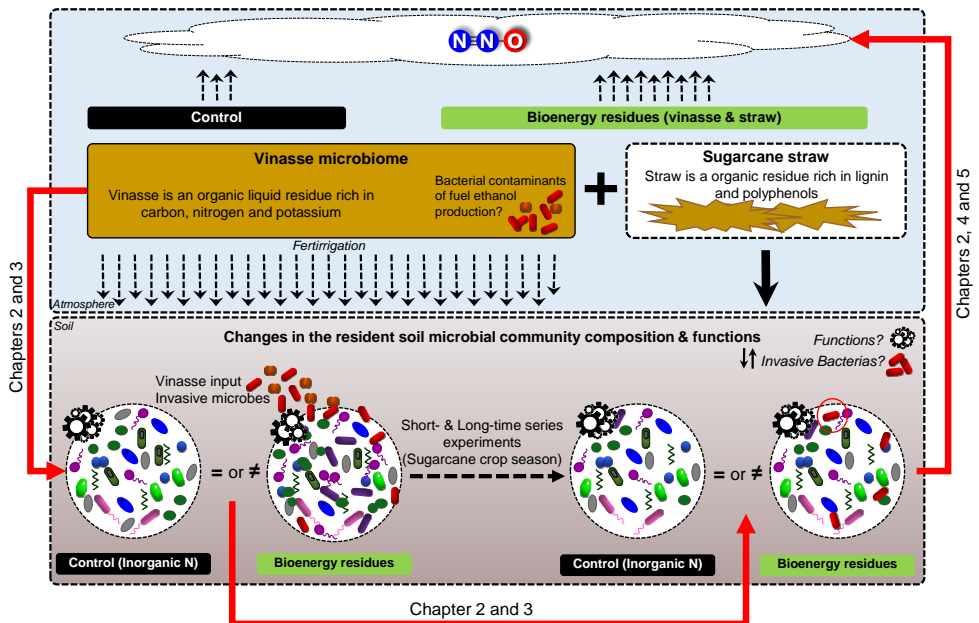 N≡N-O
Control
Bioenergy residues (vinasse & straw)
Vinasse microbiome
Vinasse is an organic liquid residue rich in
carbon, nitrogen and potassium
Bacterial contaminants
of fuel ethanol
production?
+
Sugarcane straw
Straw is a organic residue rich in lignin
and polyphenols
Fertirrigation
Atmosphere
Chapters 2 and 3
Chapters 2, 4 and 5
Soil
Changes in the resident soil microbial community composition & functions
Functions?
Invasive Bacterias?
Vinasse input
Invasive microbes
Short- & Long-time series
experiments
(Sugarcane crop season)
= or ≠
= or ≠
Control (Inorganic N)
Bioenergy residues
Control (Inorganic N)
Bioenergy residues
Chapter 2 and 3